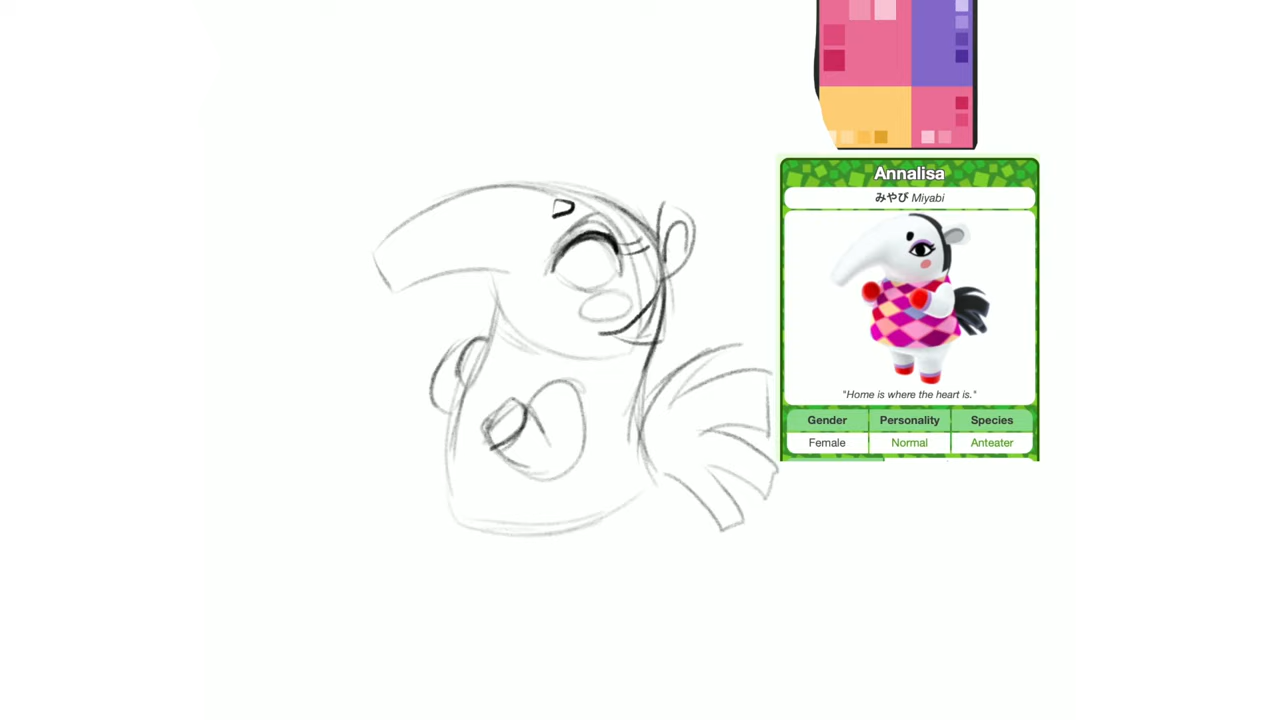 Annalisa
みやび Miyabi
"Home is where the heart is."
Gender Personality Species
Female Normal Anteater